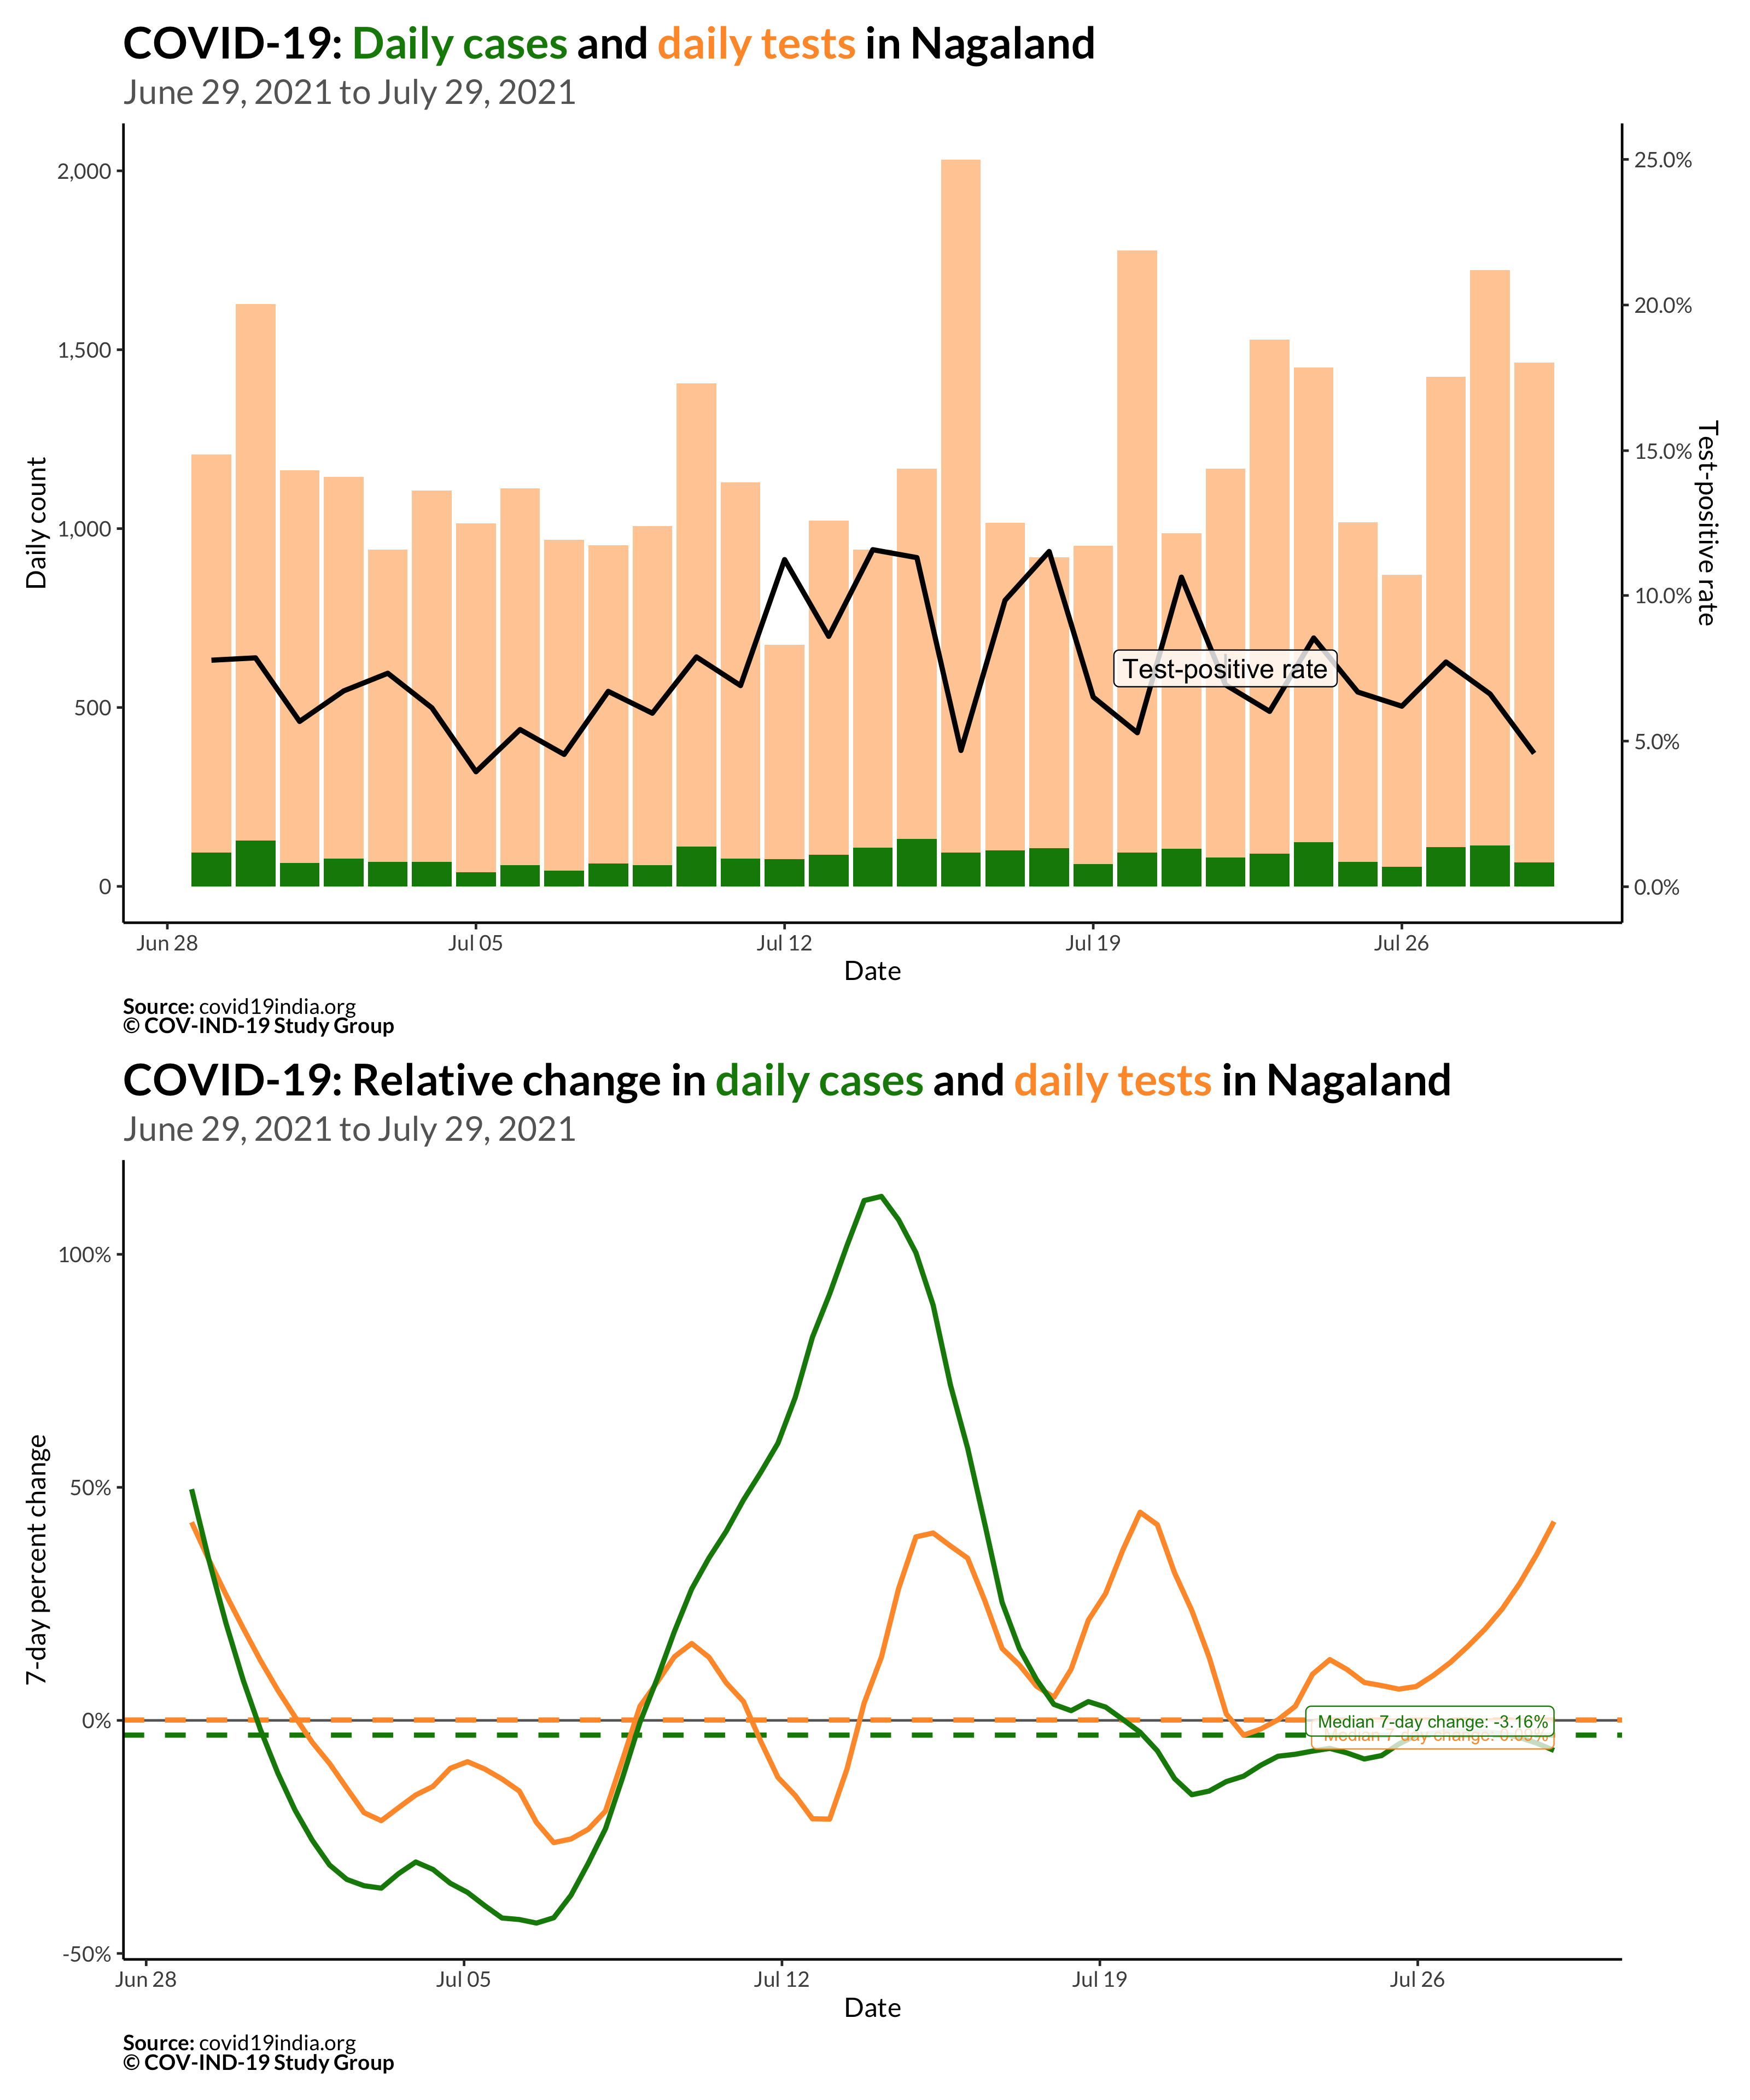 COVID-19: Daily cases and daily tests in Nagaland
June 29, 2021 to July 29, 2021
2,000
1,500
1,000
500
0
Daily count
25.0%
20.0%
15.0%
10.0%
5.0%
0.0%
Test-positive rate
Test-positive rate
Jun 28
Jul 05
Jul 12
Jul 19
Jul 26
Date
Source: covid19india.org
© COV-IND-19 Study Group
COVID-19: Relative change in daily cases and daily tests in Nagaland
June 29, 2021 to July 29, 2021
100%
50%
0%
-50%
7-day percent change
Median 7-day change: -3.16%
Median 7-day change:
Jun 28
Jul 05
Jul 12
Jul 19
Jul 26
Date
Source: covid19india.org
© COV-IND-19 Study Group